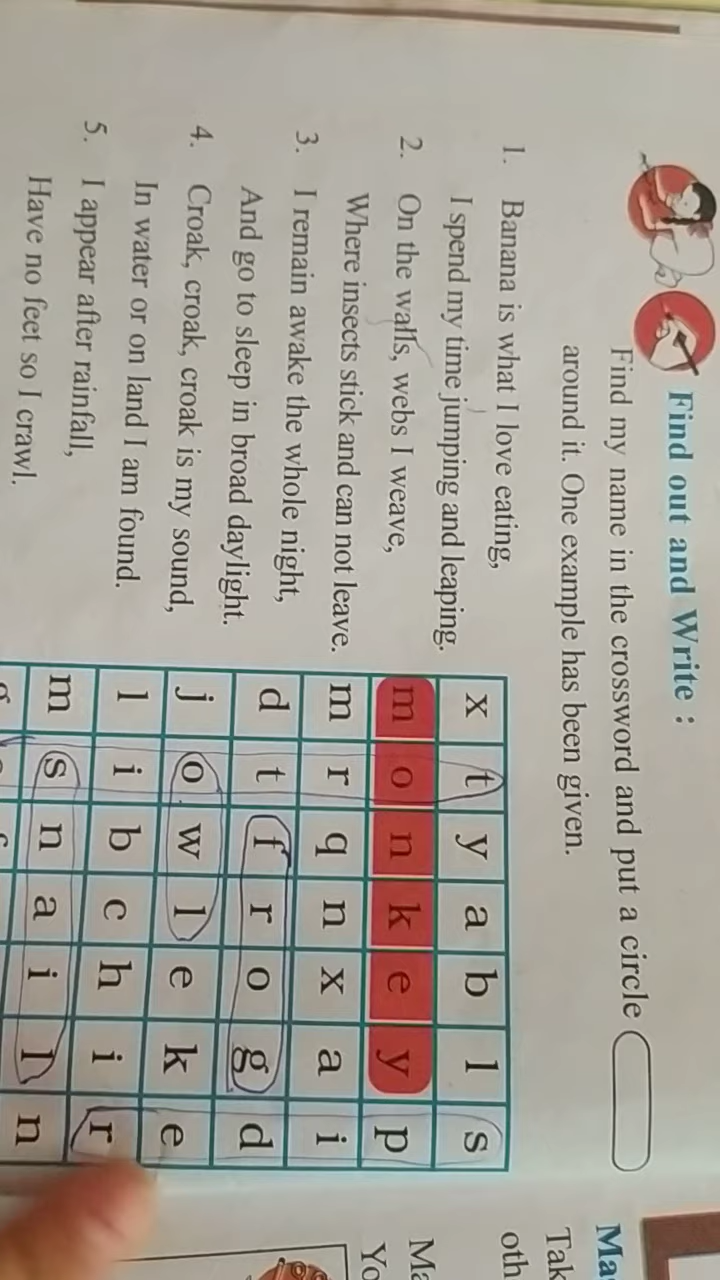 Find out and Write :
Find my name in the crossword and put a circle
around it. One example has been given.
1. Banana is what I love eating,
I spend my time jumping and leaping.
2. On the walls, webs I weave,
Where insects stick and can not leave.
3. I remain awake the whole night,
And go to sleep in broad daylight.
4. Croak, croak, croak is my sound,
In water or on land I am found.
5. I appear after rainfall,
Have no feet so I crawl.
x t y a b l s
m o n k e y p
m r q n x a i
d t f r o g d
j o w l e k e
l i b c h i r
m s n a i l n